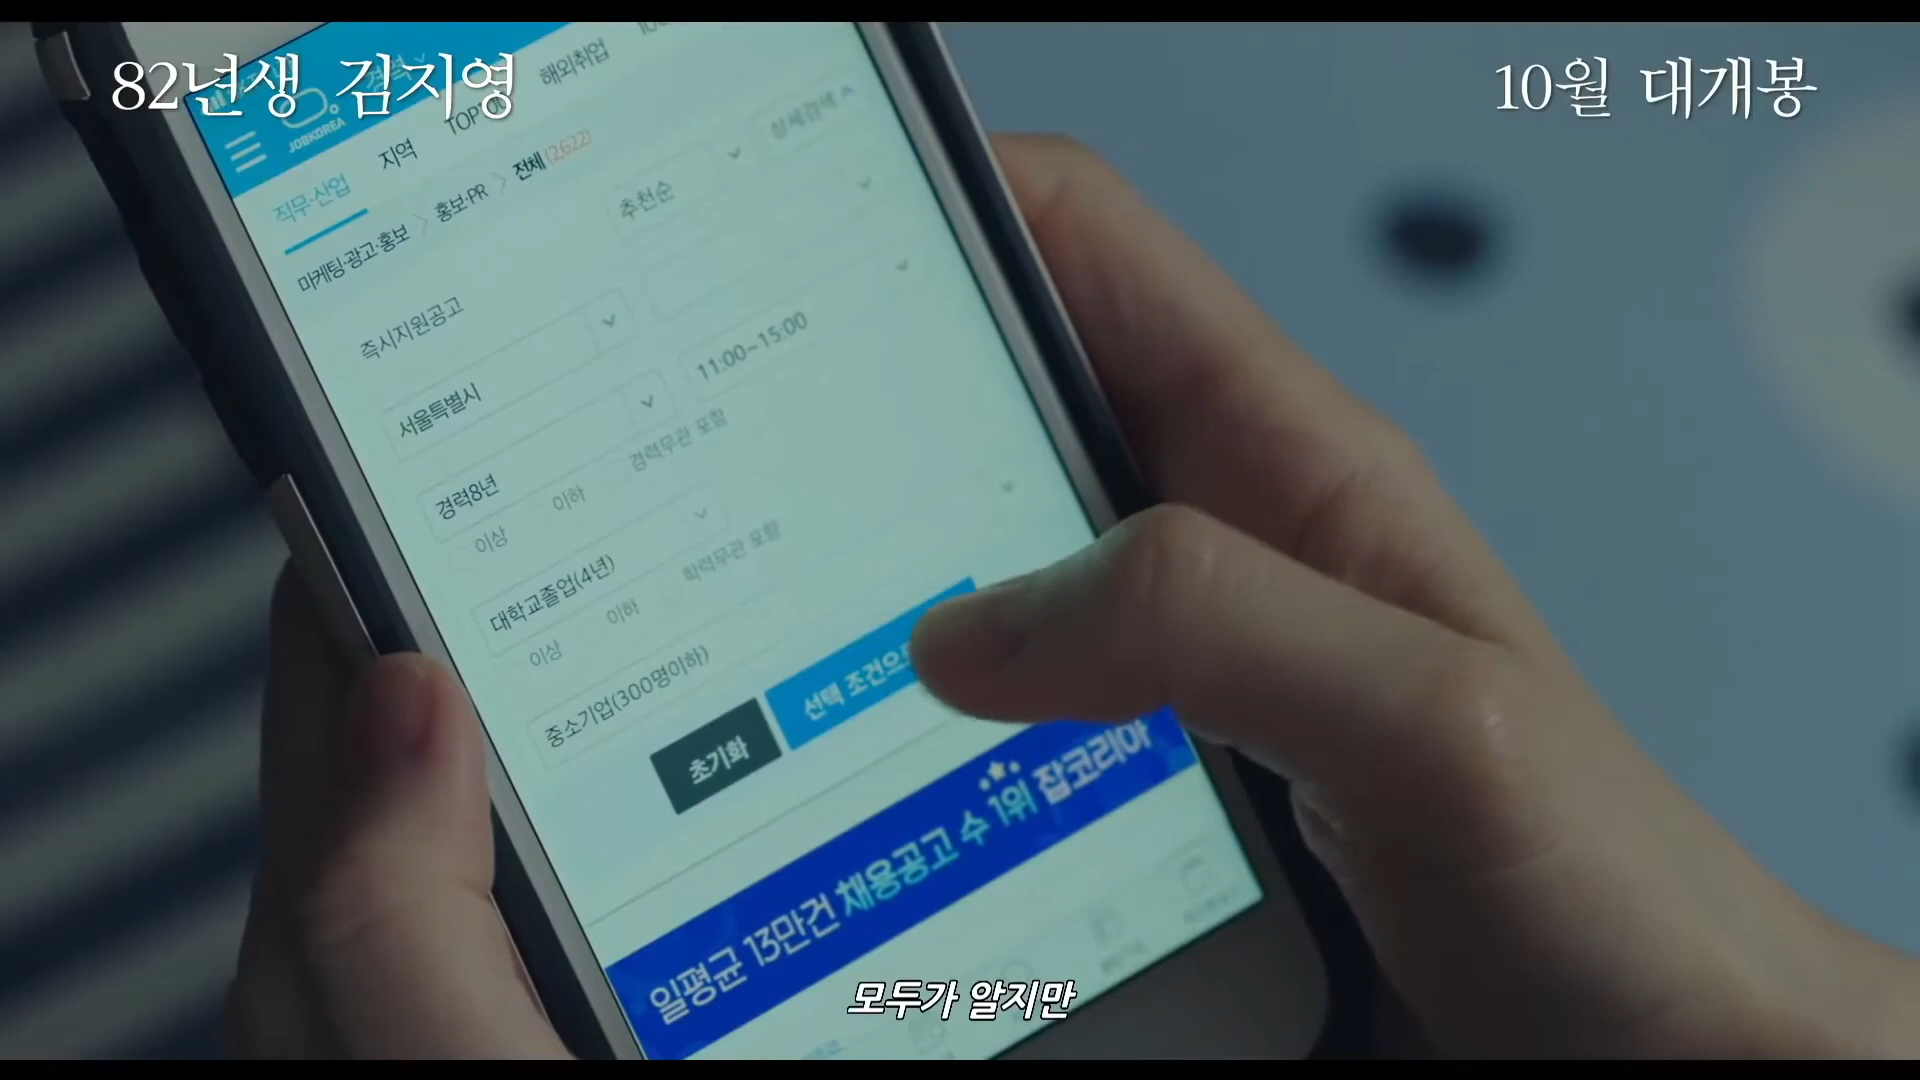 82년생 김지영
10월 대개봉
JOBKOREA
해외취업
직무·산업
지역
마케팅·광고·홍보
홍보·PR
전체 (2,622)
추천순
상세검색
즉시지원공고
서울특별시
11:00~15:00
경력8년
이상
이하
경력무관 포함
대학교졸업(4년)
이상
이하
학력무관 포함
중소기업(300명이하)
초기화
선택 조건으
일평균 13만건 채용공고 수 1위 잡코리아
모두가 알지만